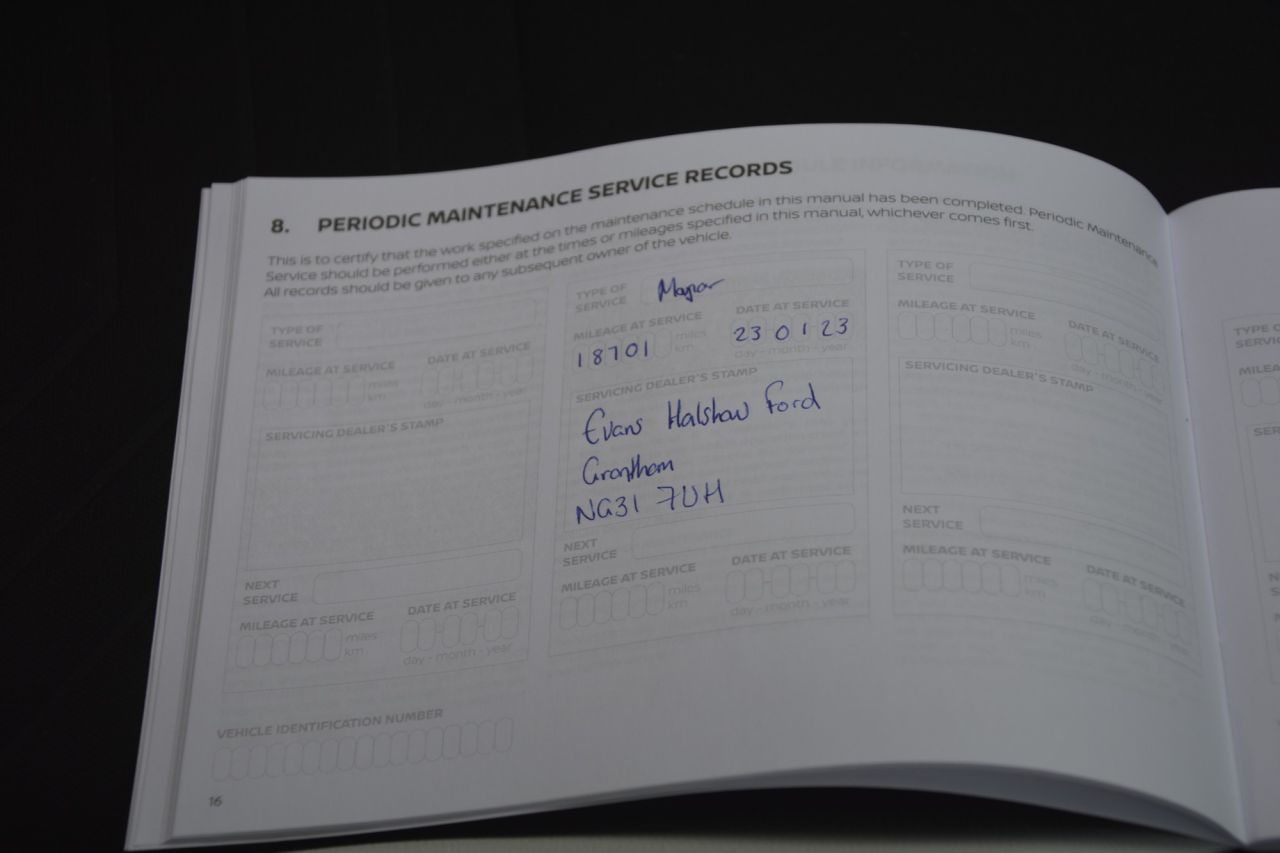 8. PERIODIC MAINTENANCE SERVICE RECORDS
This is to certify that the work specified on the maintenance schedule in this manual has been completed. Periodic Maintenance
Service should be performed either at the times or mileages specified in this manual, whichever comes first.
All records should be given to any subsequent owner of the vehicle.
TYPE OF
SERVICE
MILEAGE AT SERVICE
miles
km
DATE AT SERVICE
day - month - year
SERVICING DEALER'S STAMP
NEXT
SERVICE
MILEAGE AT SERVICE
miles
km
DATE AT SERVICE
day - month - year
VEHICLE IDENTIFICATION NUMBER
16
TYPE OF
SERVICE
Major
MILEAGE AT SERVICE
18701
miles
km
DATE AT SERVICE
23 01 23
day - month - year
SERVICING DEALER'S STAMP
Evans Halshaw Ford
Grantham
NG31 7UH
NEXT
SERVICE
MILEAGE AT SERVICE
miles
km
DATE AT SERVICE
day - month - year
TYPE OF
SERVICE
MILEAGE AT SERVICE
miles
km
DATE AT SERVICE
day - month - year
SERVICING DEALER'S STAMP
NEXT
SERVICE
MILEAGE AT SERVICE
miles
km
DATE AT SERVICE
day - month - year